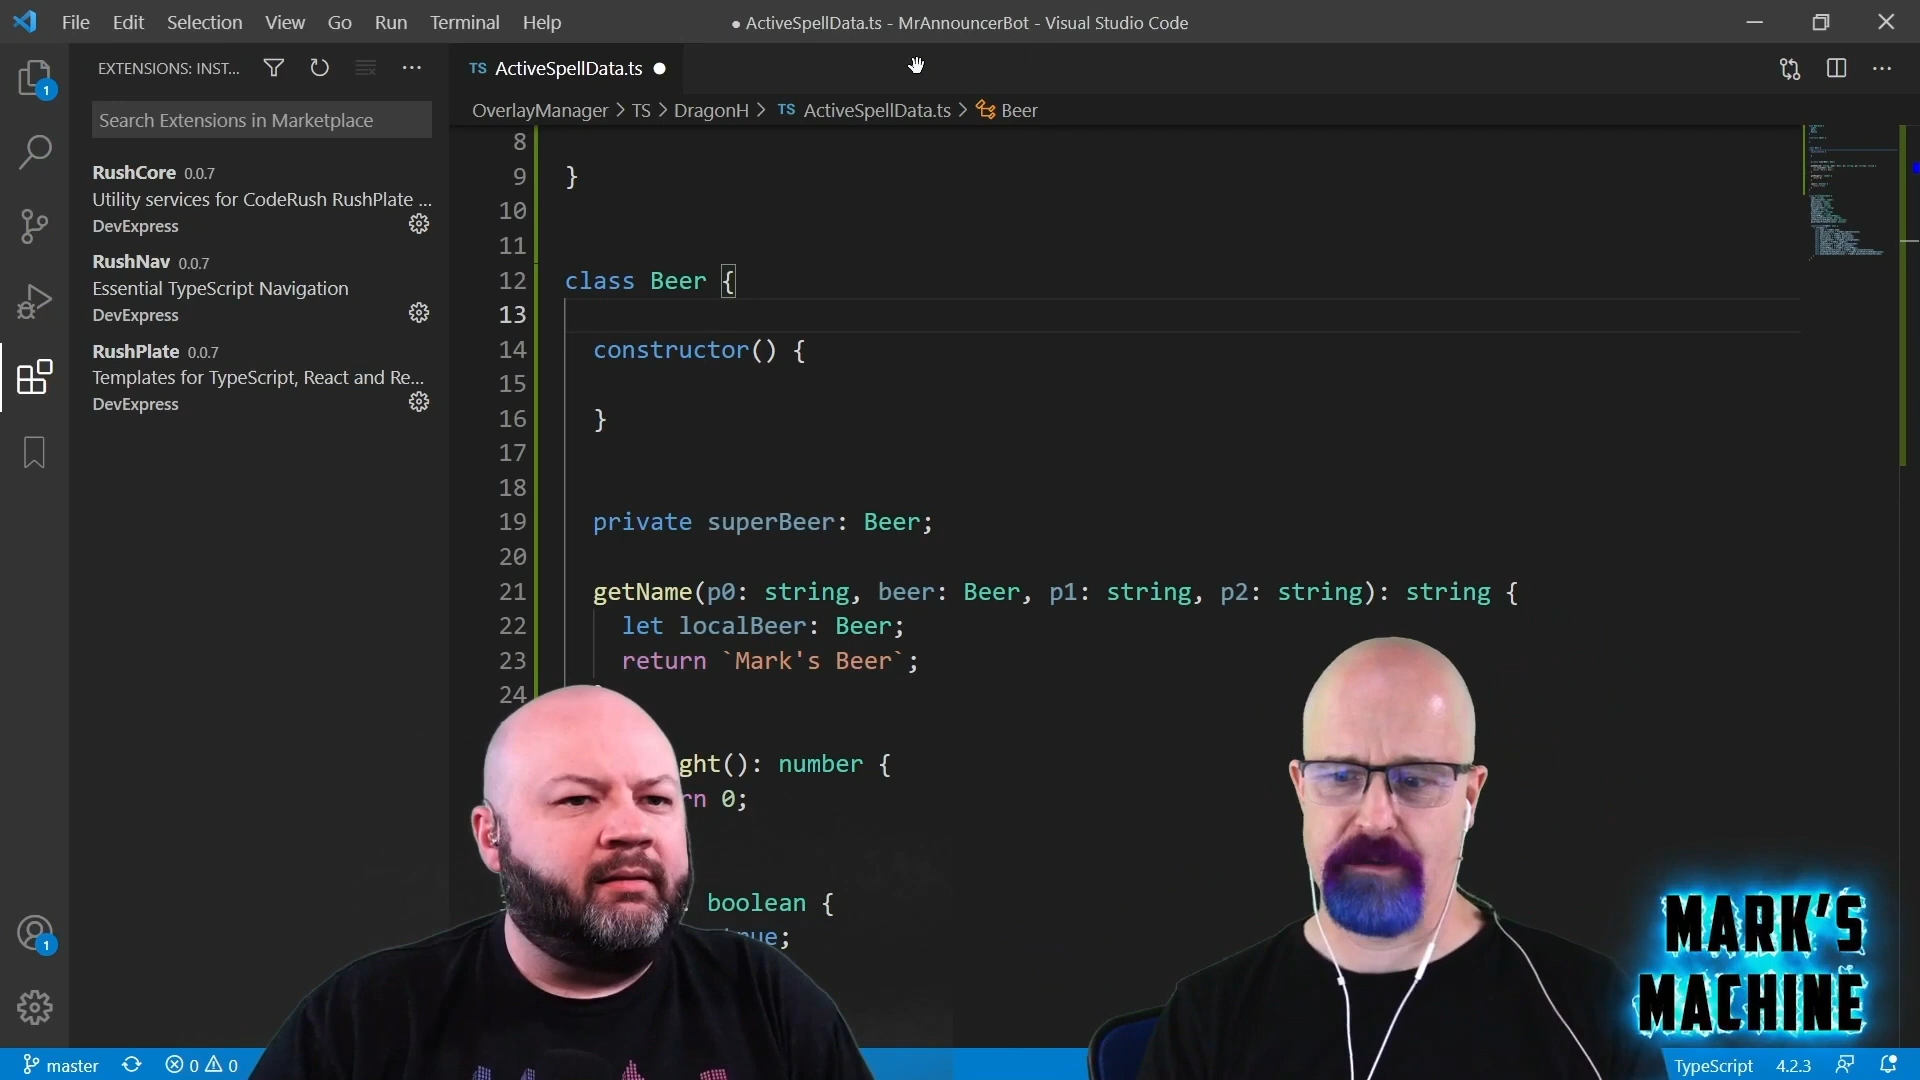 File Edit Selection View Go Run Terminal Help
● ActiveSpellData.ts - MrAnnouncerBot - Visual Studio Code
EXTENSIONS: INST...
TS ActiveSpellData.ts
1
Search Extensions in Marketplace
OverlayManager > TS > DragonH > TS ActiveSpellData.ts > Beer
RushCore 0.0.7
Utility services for CodeRush RushPlate ...
DevExpress
RushNav 0.0.7
Essential TypeScript Navigation
DevExpress
RushPlate 0.0.7
Templates for TypeScript, React and Re...
DevExpress
8
9 }
10
11
12 class Beer {
13
14 constructor() {
15
16 }
17
18
19 private superBeer: Beer;
20
21 getName(p0: string, beer: Beer, p1: string, p2: string): string {
22 let localBeer: Beer;
23 return `Mark's Beer`;
24
ght(): number {
rn 0;
boolean {
ue;
MARK'S
MACHINE
1
master
0 0
TypeScript 4.2.3